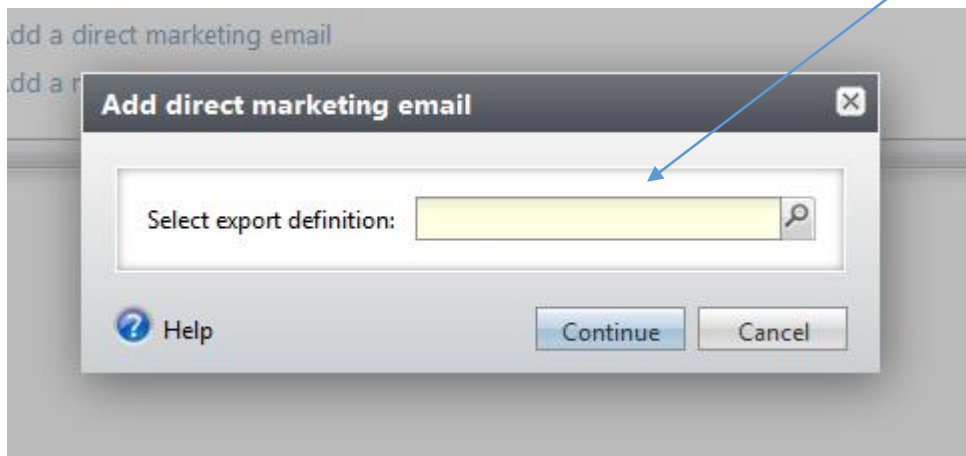 dd a direct marketing email
dd a r
Add direct marketing email
Select export definition:
Help
Continue
Cancel